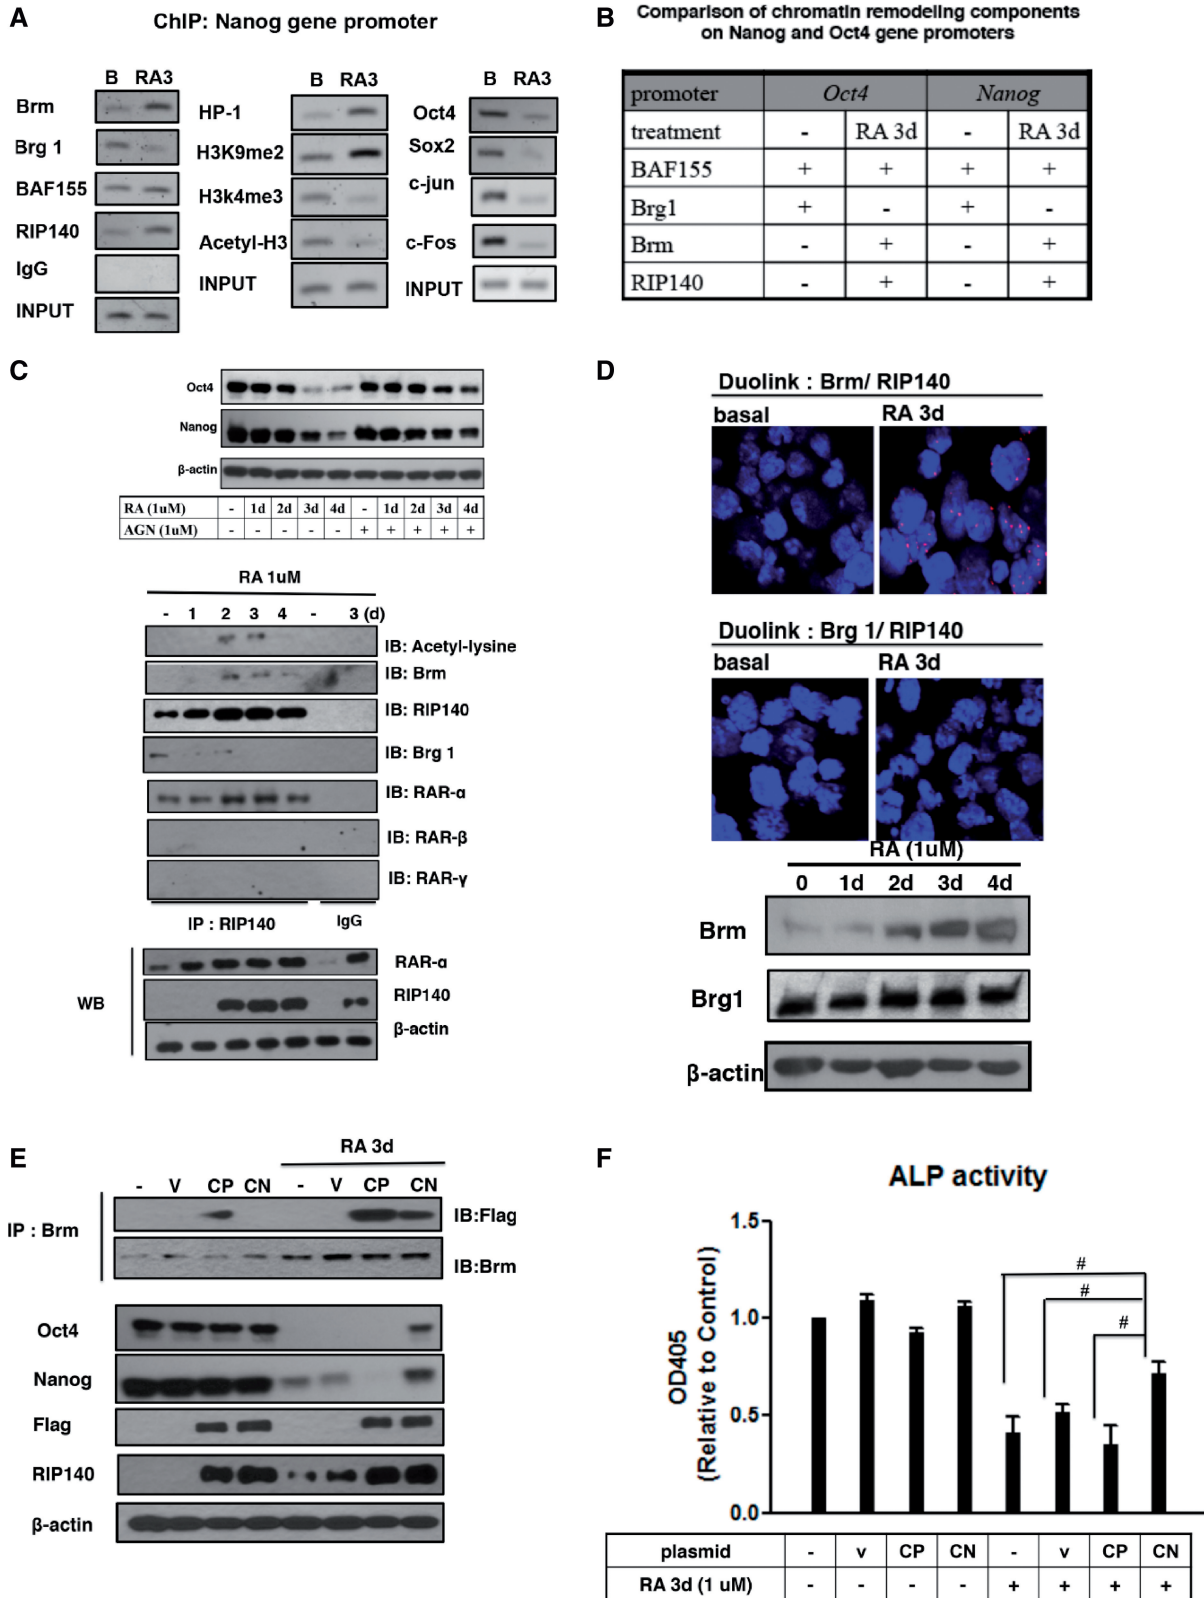 A
ChIP: Nanog gene promoter
B RA3
Brm
Brg 1
BAF155
RIP140
IgG
INPUT
B RA3
HP-1
H3K9me2
H3k4me3
Acetyl-H3
INPUT
B RA3
Oct4
Sox2
c-jun
c-Fos
INPUT
B
Comparison of chromatin remodeling components
on Nanog and Oct4 gene promoters
promoter Oct4 Nanog
treatment - RA 3d - RA 3d
BAF155 + + + +
Brg1 + - + -
Brm - + - +
RIP140 - + - +
C
Oct4
Nanog
β-actin
RA (1uM) - 1d 2d 3d 4d - 1d 2d 3d 4d
AGN (1uM) - - - - - + + + + +
RA 1uM
- 1 2 3 4 - 3 (d)
IB: Acetyl-lysine
IB: Brm
IB: RIP140
IB: Brg 1
IB: RAR-α
IB: RAR-β
IB: RAR-γ
IP : RIP140 IgG
WB
RAR-α
RIP140
β-actin
D
Duolink : Brm/ RIP140
basal RA 3d
Duolink : Brg 1/ RIP140
basal RA 3d
RA (1uM)
0 1d 2d 3d 4d
Brm
Brg1
β-actin
E
RA 3d
- V CP CN - V CP CN
IP : Brm
IB:Flag
IB:Brm
Oct4
Nanog
Flag
RIP140
β-actin
F
ALP activity
OD405
(Relative to Control)
1.5
1.0
0.5
0.0
#
#
#
plasmid - v CP CN - v CP CN
RA 3d (1 uM) - - - - + + + +